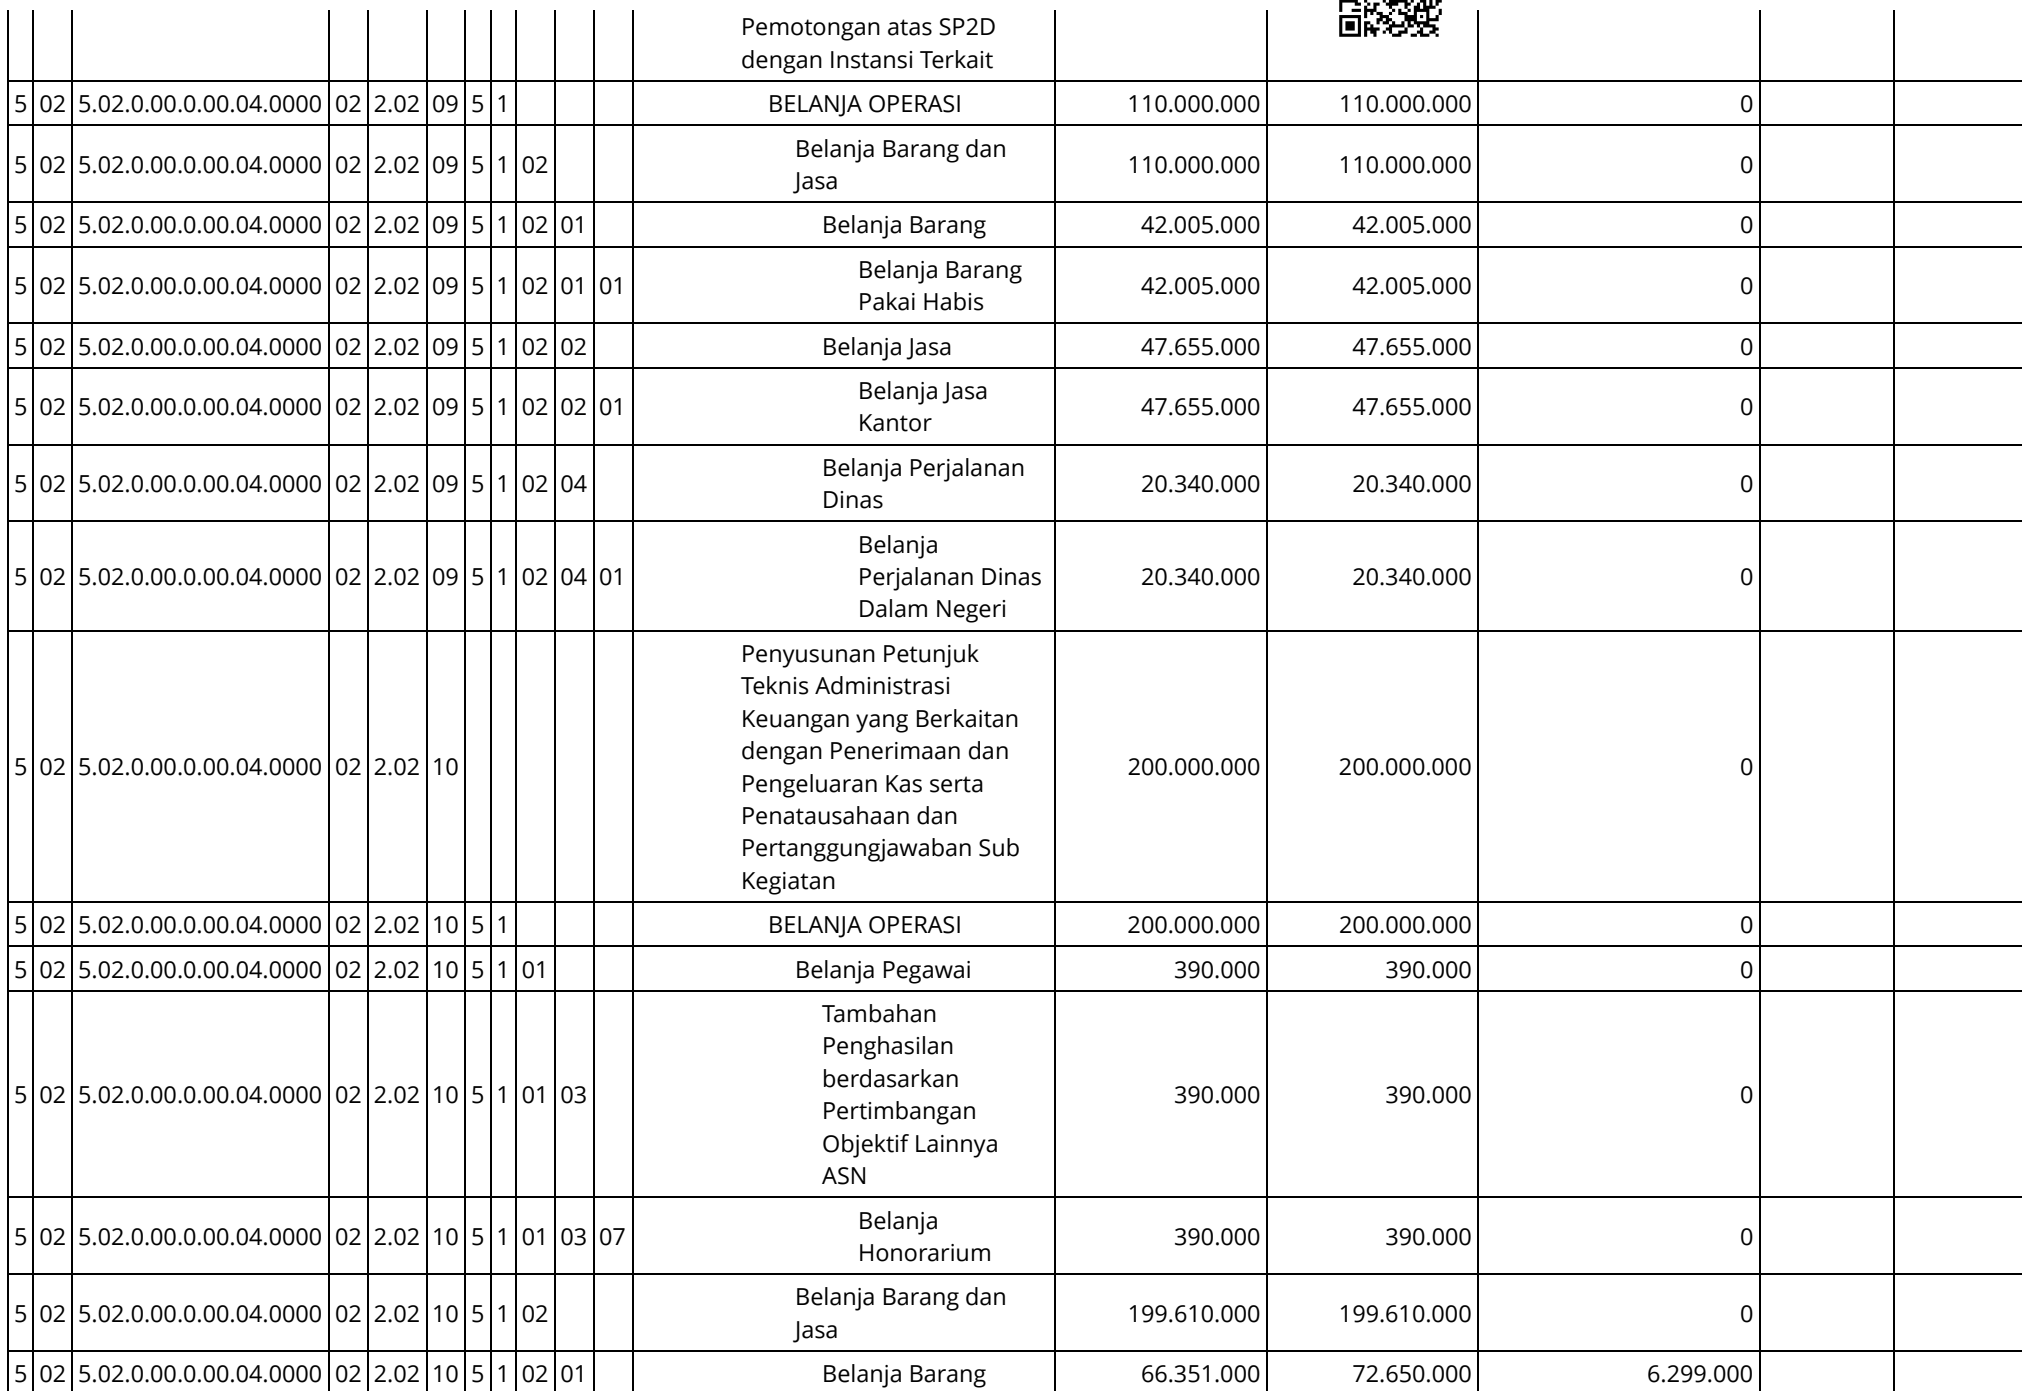 Pemotongan atas SP2D
dengan Instansi Terkait
5 02 5.02.0.00.0.00.04.0000 02 2.02 09 5 1 BELANJA OPERASI 110.000.000 110.000.000 0
5 02 5.02.0.00.0.00.04.0000 02 2.02 09 5 1 02 Belanja Barang dan
Jasa 110.000.000 110.000.000 0
5 02 5.02.0.00.0.00.04.0000 02 2.02 09 5 1 02 01 Belanja Barang 42.005.000 42.005.000 0
5 02 5.02.0.00.0.00.04.0000 02 2.02 09 5 1 02 01 01 Belanja Barang
Pakai Habis 42.005.000 42.005.000 0
5 02 5.02.0.00.0.00.04.0000 02 2.02 09 5 1 02 02 Belanja Jasa 47.655.000 47.655.000 0
5 02 5.02.0.00.0.00.04.0000 02 2.02 09 5 1 02 02 01 Belanja Jasa
Kantor 47.655.000 47.655.000 0
5 02 5.02.0.00.0.00.04.0000 02 2.02 09 5 1 02 04 Belanja Perjalanan
Dinas 20.340.000 20.340.000 0
5 02 5.02.0.00.0.00.04.0000 02 2.02 09 5 1 02 04 01 Belanja
Perjalanan Dinas
Dalam Negeri 20.340.000 20.340.000 0
5 02 5.02.0.00.0.00.04.0000 02 2.02 10 Penyusunan Petunjuk
Teknis Administrasi
Keuangan yang Berkaitan
dengan Penerimaan dan
Pengeluaran Kas serta
Penatausahaan dan
Pertanggungjawaban Sub
Kegiatan 200.000.000 200.000.000 0
5 02 5.02.0.00.0.00.04.0000 02 2.02 10 5 1 BELANJA OPERASI 200.000.000 200.000.000 0
5 02 5.02.0.00.0.00.04.0000 02 2.02 10 5 1 01 Belanja Pegawai 390.000 390.000 0
5 02 5.02.0.00.0.00.04.0000 02 2.02 10 5 1 01 03 Tambahan
Penghasilan
berdasarkan
Pertimbangan
Objektif Lainnya
ASN 390.000 390.000 0
5 02 5.02.0.00.0.00.04.0000 02 2.02 10 5 1 01 03 07 Belanja
Honorarium 390.000 390.000 0
5 02 5.02.0.00.0.00.04.0000 02 2.02 10 5 1 02 Belanja Barang dan
Jasa 199.610.000 199.610.000 0
5 02 5.02.0.00.0.00.04.0000 02 2.02 10 5 1 02 01 Belanja Barang 66.351.000 72.650.000 6.299.000